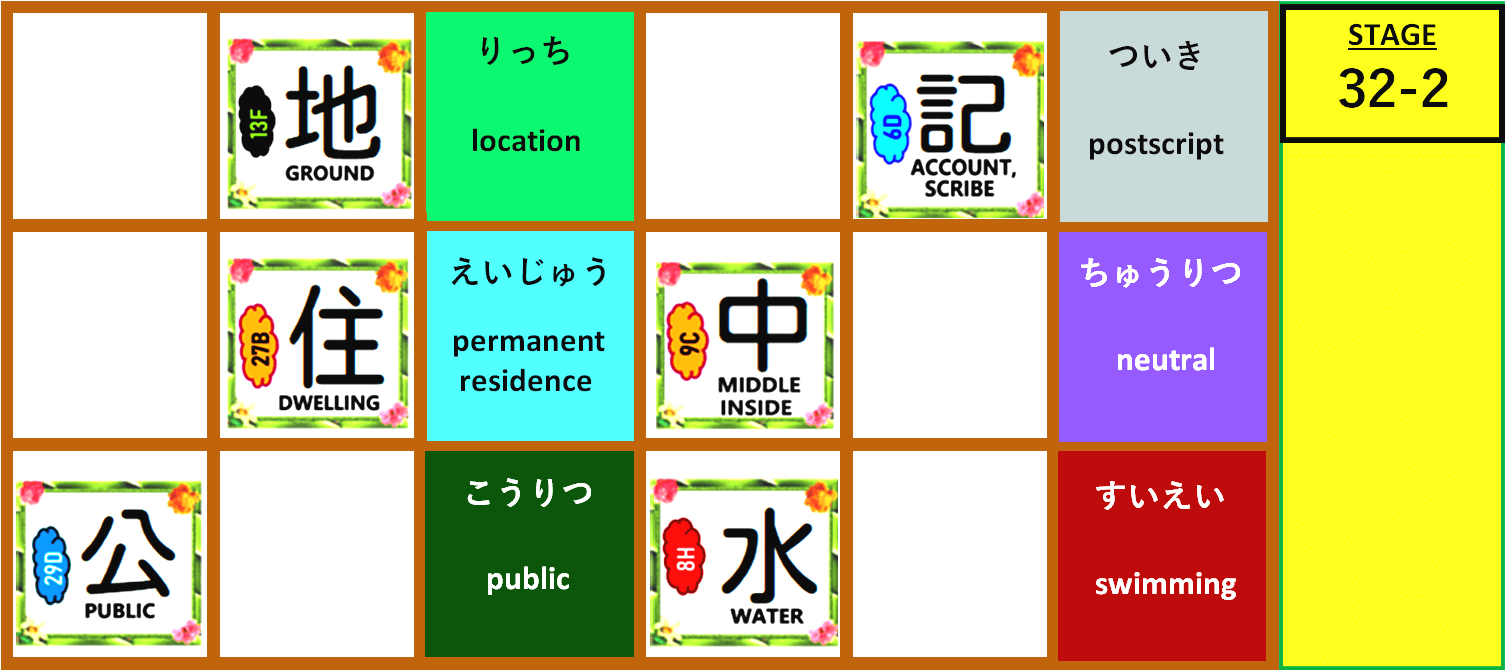 地
13F
GROUND
りっち
location
記
6D
ACCOUNT,
SCRIBE
ついき
postscript
STAGE
32-2
住
27B
DWELLING
えいじゅう
permanent
residence
中
9C
MIDDLE
INSIDE
ちゅうりつ
neutral
公
29D
PUBLIC
こうりつ
public
水
8H
WATER
すいえい
swimming